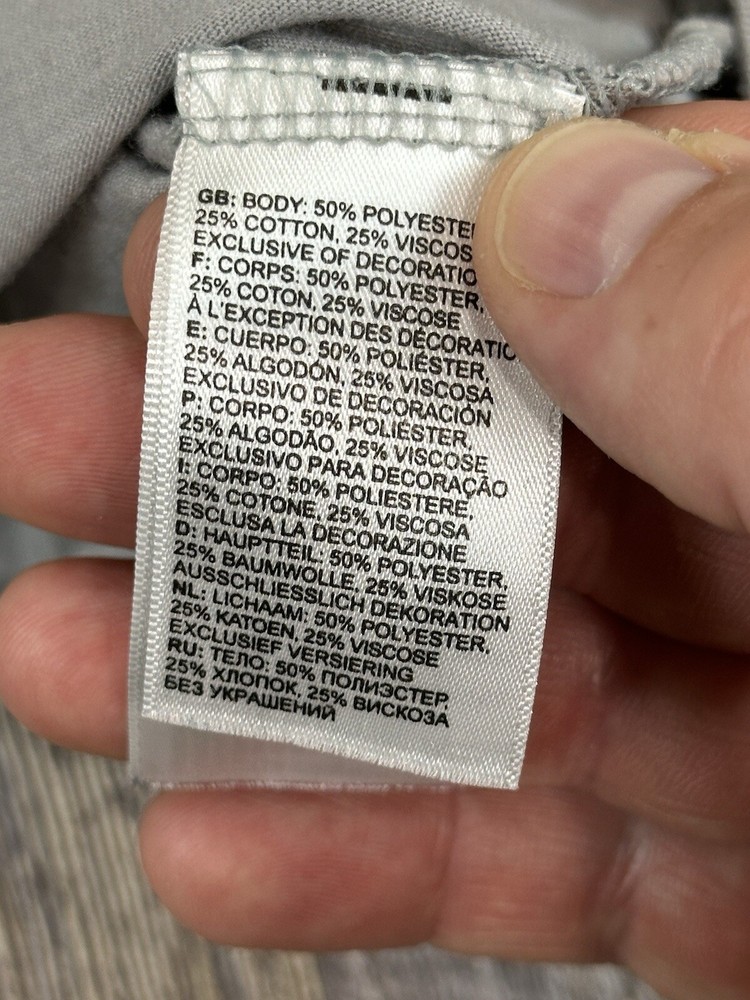 GB: BODY: 50% POLYESTE
25% COTTON, 25% VISCOS
EXCLUSIVE OF DECORATIO
F: CORPS: 50% POLYESTER,
25% COTON, 25% VISCOSE
À L'EXCEPTION DES DÉCORATIO
E: CUERPO: 50% POLIÉSTER,
25% ALGODÓN, 25% VISCOSA
EXCLUSIVO DE DECORACIÓN
P: CORPO: 50% POLIÉSTER,
25% ALGODÃO, 25% VISCOSE
EXCLUSIVO PARA DECORAÇÃO
I: CORPO: 50% POLIESTERE,
25% COTONE, 25% VISCOSA
ESCLUSA LA DECORAZIONE
D: HAUPTTEIL: 50% POLYESTER,
25% BAUMWOLLE, 25% VISKOSE
AUSSCHLIESSLICH DEKORATION
NL: LICHAAM: 50% POLYESTER,
25% KATOEN, 25% VISCOSE
EXCLUSIEF VERSIERING
RU: ТЕЛО: 50% ПОЛИЭСТЕР,
25% ХЛОПОК, 25% ВИСКОЗА
БЕЗ УКРАШЕНИЙ